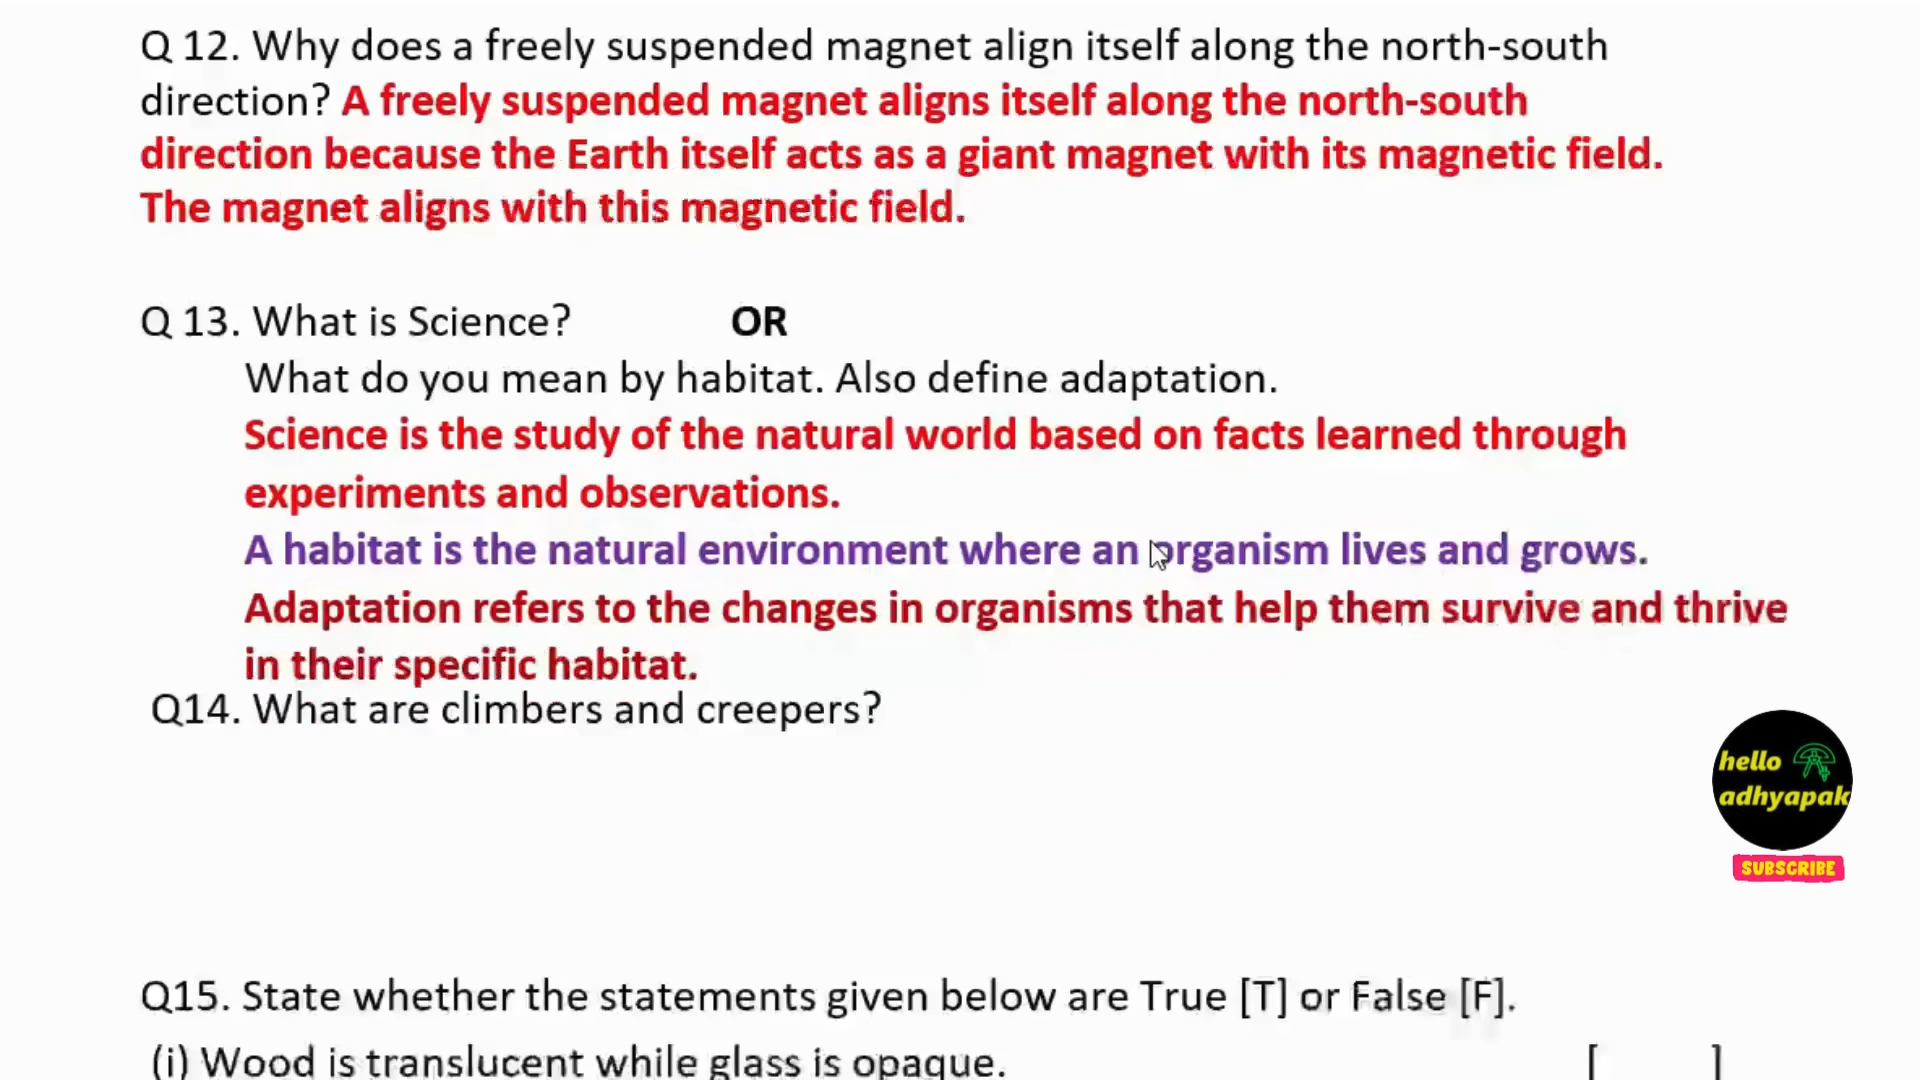 Q 12. Why does a freely suspended magnet align itself along the north-south
direction? A freely suspended magnet aligns itself along the north-south
direction because the Earth itself acts as a giant magnet with its magnetic field.
The magnet aligns with this magnetic field.
Q 13. What is Science? OR
What do you mean by habitat. Also define adaptation.
Science is the study of the natural world based on facts learned through
experiments and observations.
A habitat is the natural environment where an organism lives and grows.
Adaptation refers to the changes in organisms that help them survive and thrive
in their specific habitat.
Q14. What are climbers and creepers?
hello
adhyapak
SUBSCRIBE
Q15. State whether the statements given below are True [T] or False [F].
(i) Wood is translucent while glass is opaque. [ ]